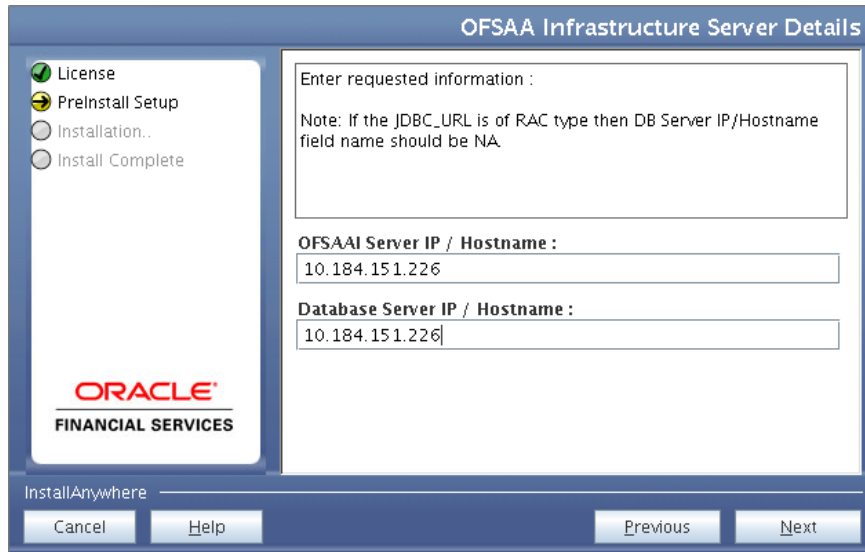 OFSAA Infrastructure Server Details
License
PreInstall Setup
Installation..
Install Complete
Enter requested information :
Note: If the JDBC_URL is of RAC type then DB Server IP/Hostname
field name should be NA.
OFSAAI Server IP / Hostname :
10.184.151.226
Database Server IP / Hostname :
10.184.151.226
ORACLE
FINANCIAL SERVICES
InstallAnywhere
Cancel
Help
Previous
Next